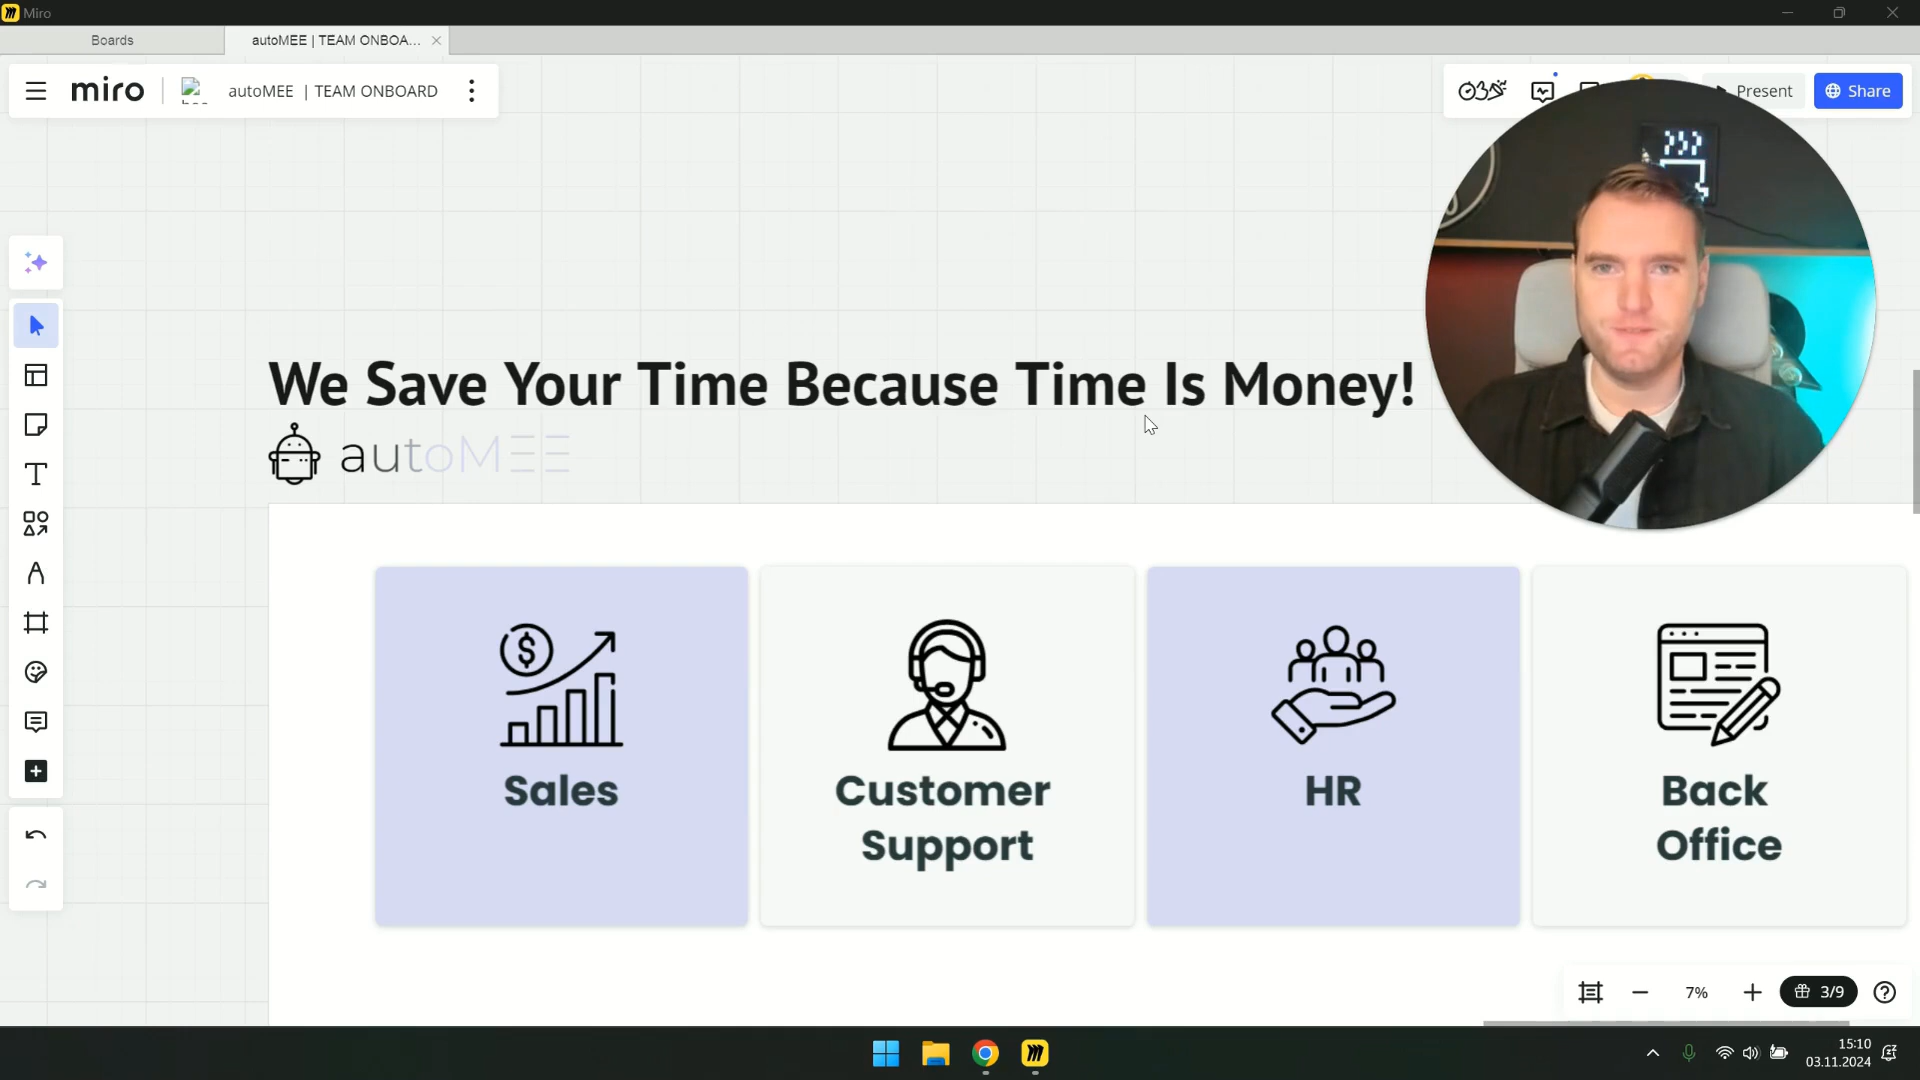 Miro
Boards
autoMEE | TEAM ONBOA...
miro
autoMEE | TEAM ONBOARD
Present
Share
We Save Your Time Because Time Is Money!
autoMEE
Sales
Customer
Support
HR
Back
Office
7%
3/9
15:10
03.11.2024